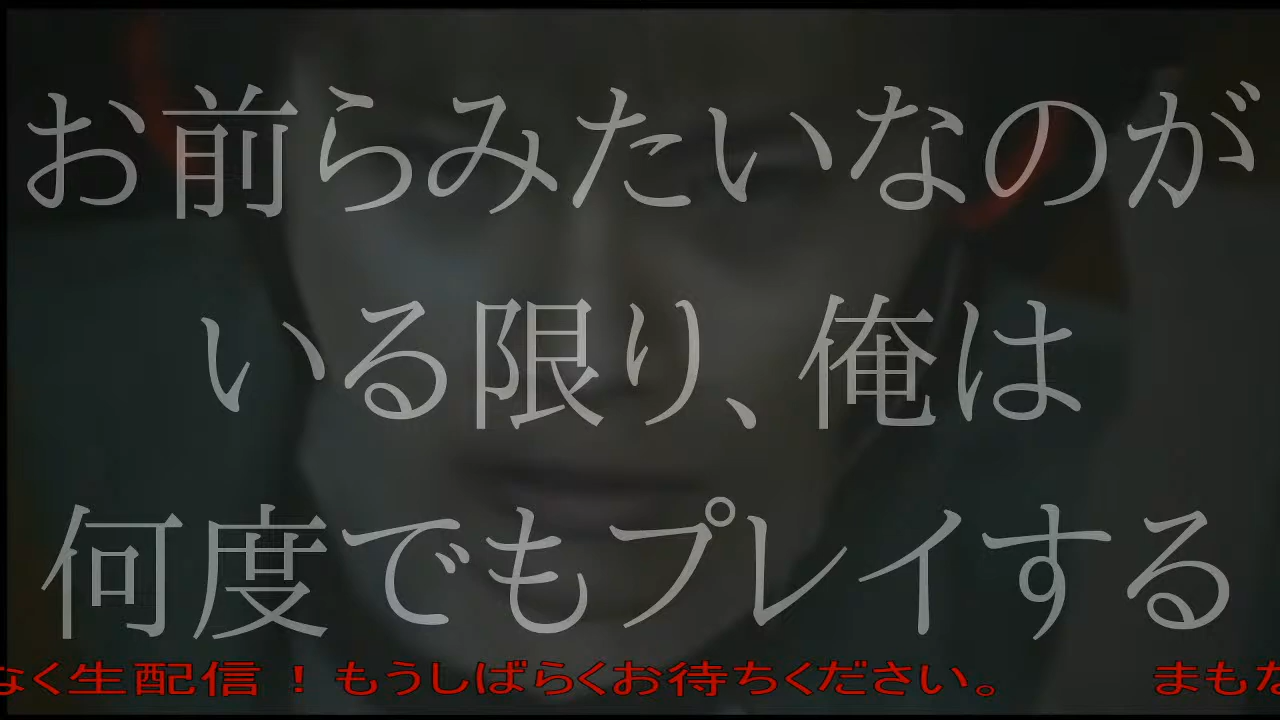 お前らみたいなのが
いる限り、俺は
何度でもプレイする
なく生配信！もうしばらくお待ちください。 まもな